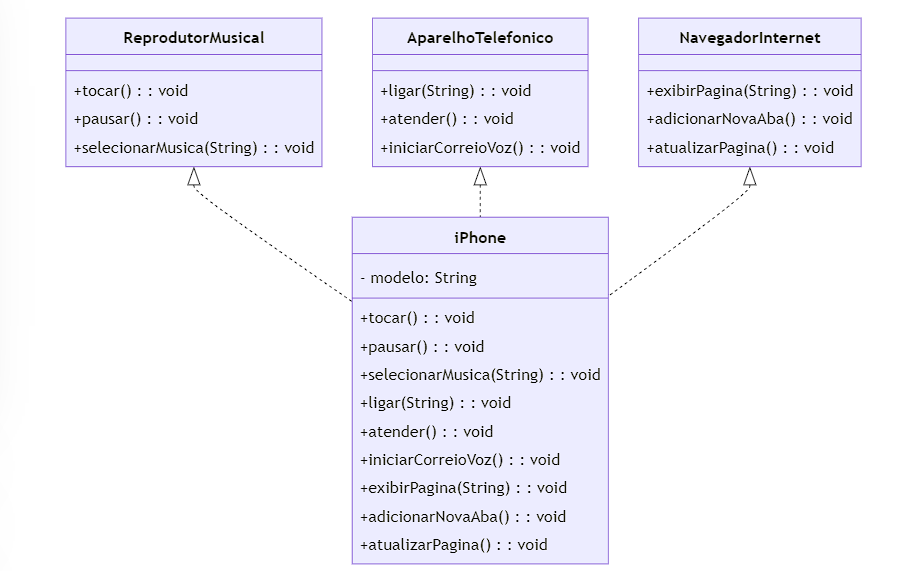 ReprodutorMusical
+tocar() : : void
+pausar() : : void
+selecionarMusica(String) : : void
AparelhoTelefonico
+ligar(String) : : void
+atender() : : void
+iniciarCorreioVoz() : : void
NavegadorInternet
+exibirPagina(String) : : void
+adicionarNovaAba() : : void
+atualizarPagina() : : void
iPhone
- modelo: String
+tocar() : : void
+pausar() : : void
+selecionarMusica(String) : : void
+ligar(String) : : void
+atender() : : void
+iniciarCorreioVoz() : : void
+exibirPagina(String) : : void
+adicionarNovaAba() : : void
+atualizarPagina() : : void